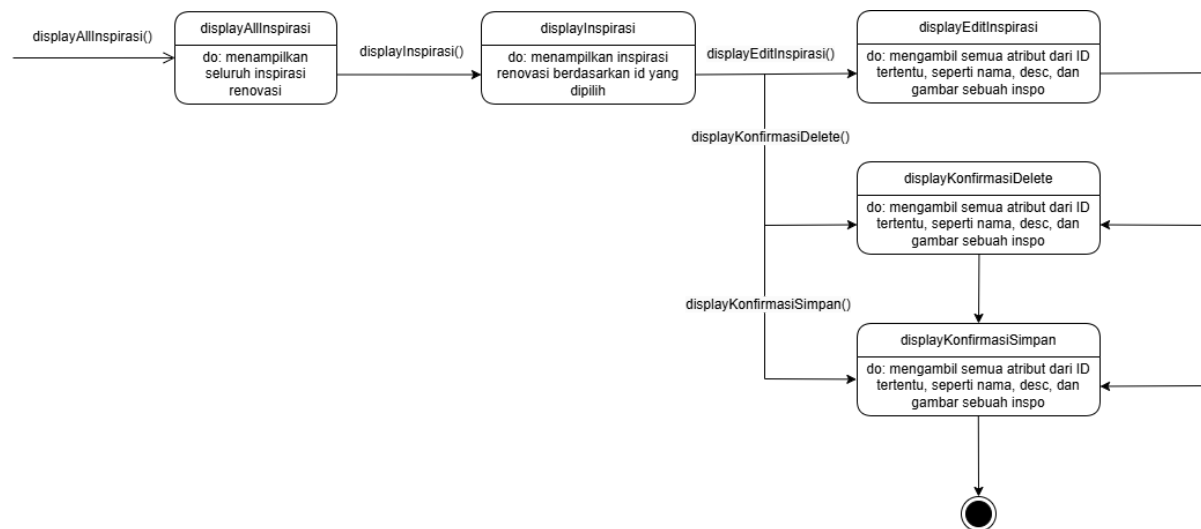 displayAllInspirasi()
displayAllInspirasi
do: menampilkan
seluruh inspirasi
renovasi
displayInspirasi()
displayInspirasi
do: menampilkan inspirasi
renovasi berdasarkan id yang
dipilih
displayEditInspirasi()
displayEditInspirasi
do: mengambil semua atribut dari ID
tertentu, seperti nama, desc, dan
gambar sebuah inspo
displayKonfirmasiDelete()
displayKonfirmasiDelete
do: mengambil semua atribut dari ID
tertentu, seperti nama, desc, dan
gambar sebuah inspo
displayKonfirmasiSimpan()
displayKonfirmasiSimpan
do: mengambil semua atribut dari ID
tertentu, seperti nama, desc, dan
gambar sebuah inspo